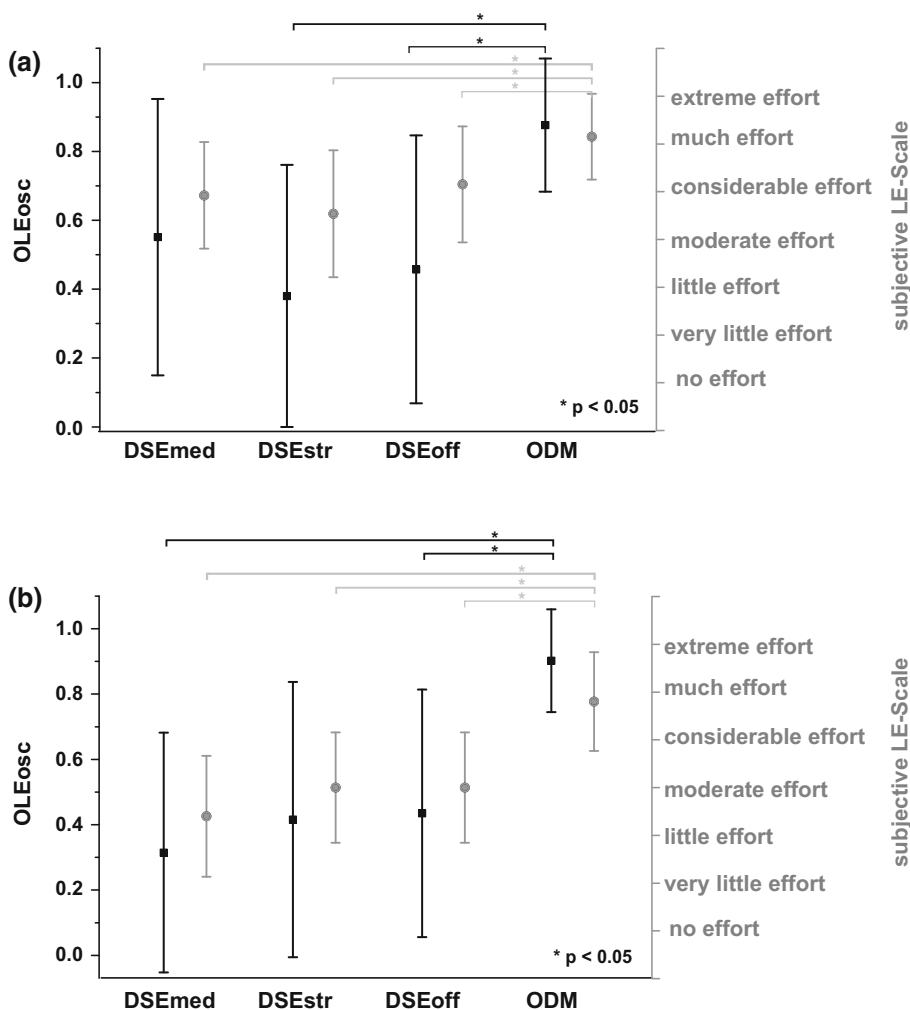 *
*
(a)
*
*
*
1.0
0.8
0.6
0.4
0.2
0.0
OLEosc
extreme effort
much effort
considerable effort
moderate effort
little effort
very little effort
no effort
subjective LE-Scale
* p < 0.05
DSEmed DSEstr DSEoff ODM
*
*
(b)
*
*
*
1.0
0.8
0.6
0.4
0.2
0.0
OLEosc
extreme effort
much effort
considerable effort
moderate effort
little effort
very little effort
no effort
subjective LE-Scale
* p < 0.05
DSEmed DSEstr DSEoff ODM